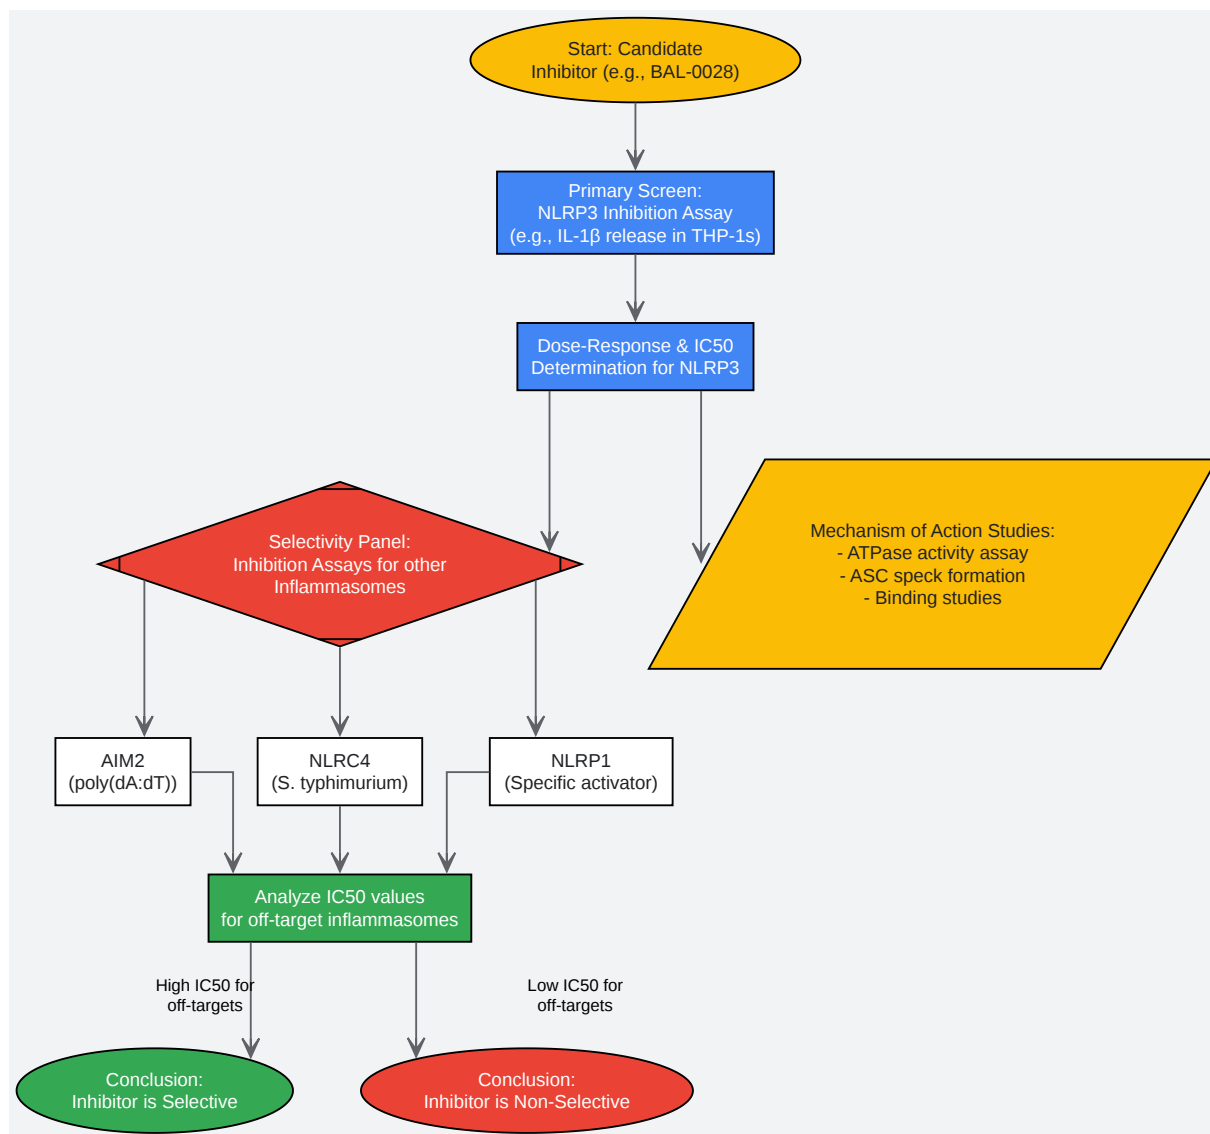 Start: Candidate
Inhibitor (e.g., BAL-0028)
Primary Screen:
NLRP3 Inhibition Assay
(e.g., IL-1β release in THP-1s)
Dose-Response & IC50
Determination for NLRP3
Selectivity Panel:
Inhibition Assays for other
Inflammasomes
Mechanism of Action Studies:
- ATPase activity assay
- ASC speck formation
- Binding studies
AIM2
(poly(dA:dT))
NLRC4
(S. typhimurium)
NLRP1
(Specific activator)
Analyze IC50 values
for off-target inflammasomes
High IC50 for
off-targets
Low IC50 for
off-targets
Conclusion:
Inhibitor is Selective
Conclusion:
Inhibitor is Non-Selective